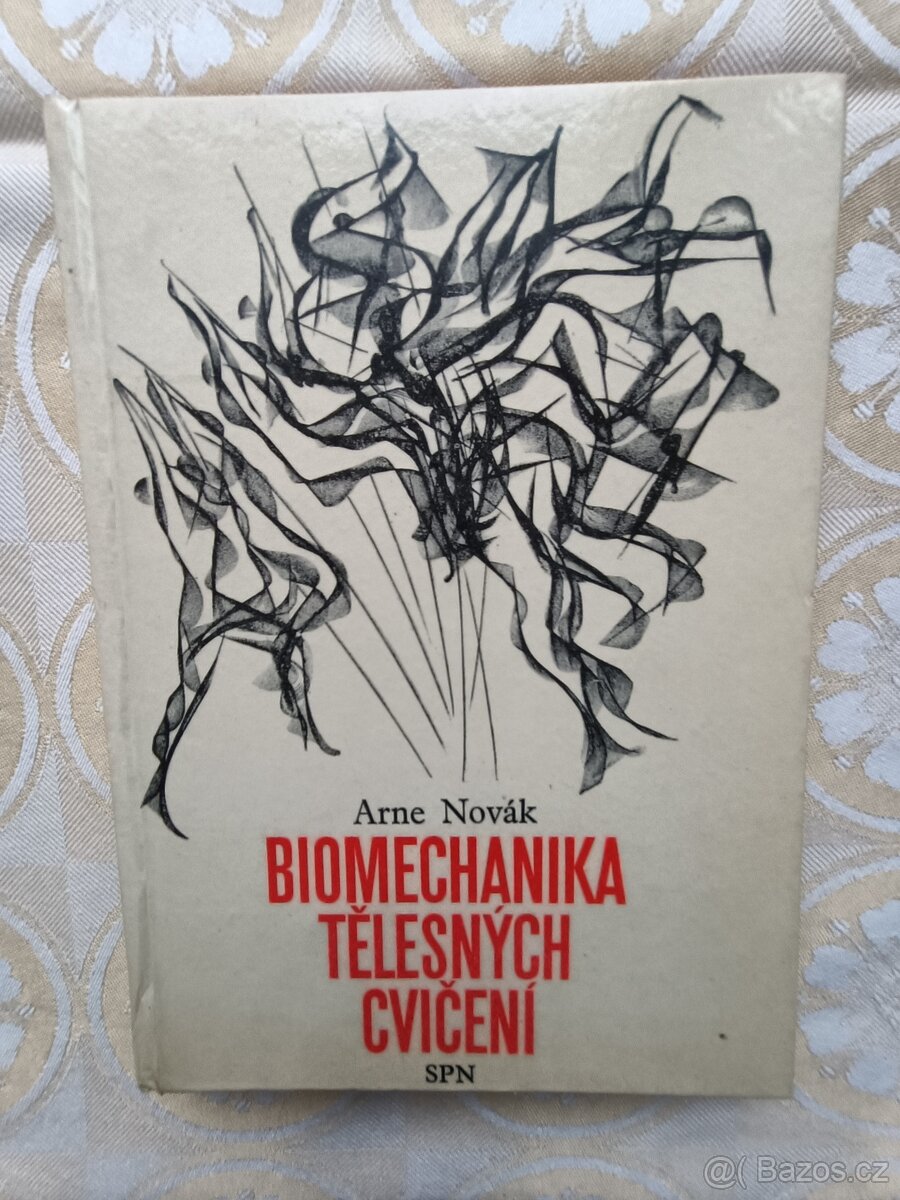 Arne Novák
BIOMECHANIKA
TĚLESNÝCH
CVIČENÍ
SPN
@( Bazos.cz